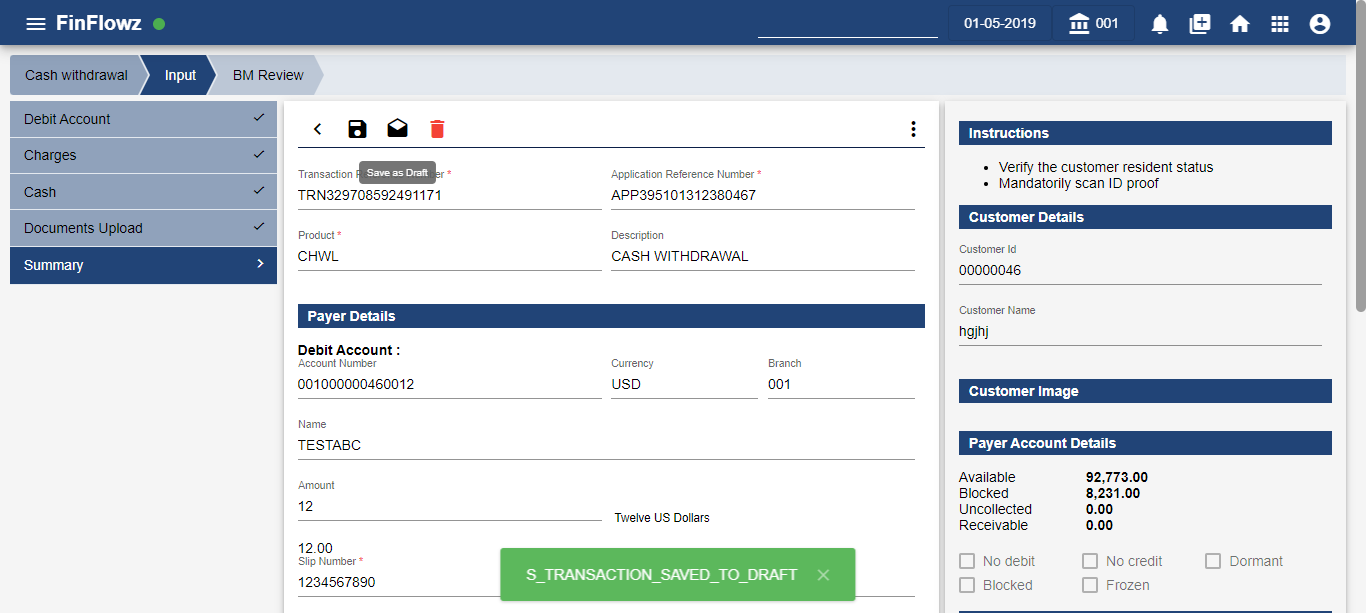 FinFlowz
01-05-2019
001
Cash withdrawal
Input
BM Review
Debit Account
Charges
Cash
Documents Upload
Summary
Save as Draft
Transaction
er *
TRN329708592491171
Application Reference Number *
APP395101312380467
Product *
CHWL
Description
CASH WITHDRAWAL
Payer Details
Debit Account :
Account Number
001000000460012
Currency
USD
Branch
001
Name
TESTABC
Amount
12
Twelve US Dollars
12.00
Slip Number *
1234567890
S_TRANSACTION_SAVED_TO_DRAFT
Instructions
• Verify the customer resident status
• Mandatorily scan ID proof
Customer Details
Customer Id
00000046
Customer Name
hgjhj
Customer Image
Payer Account Details
Available 92,773.00
Blocked 8,231.00
Uncollected 0.00
Receivable 0.00
No debit No credit Dormant
Blocked Frozen